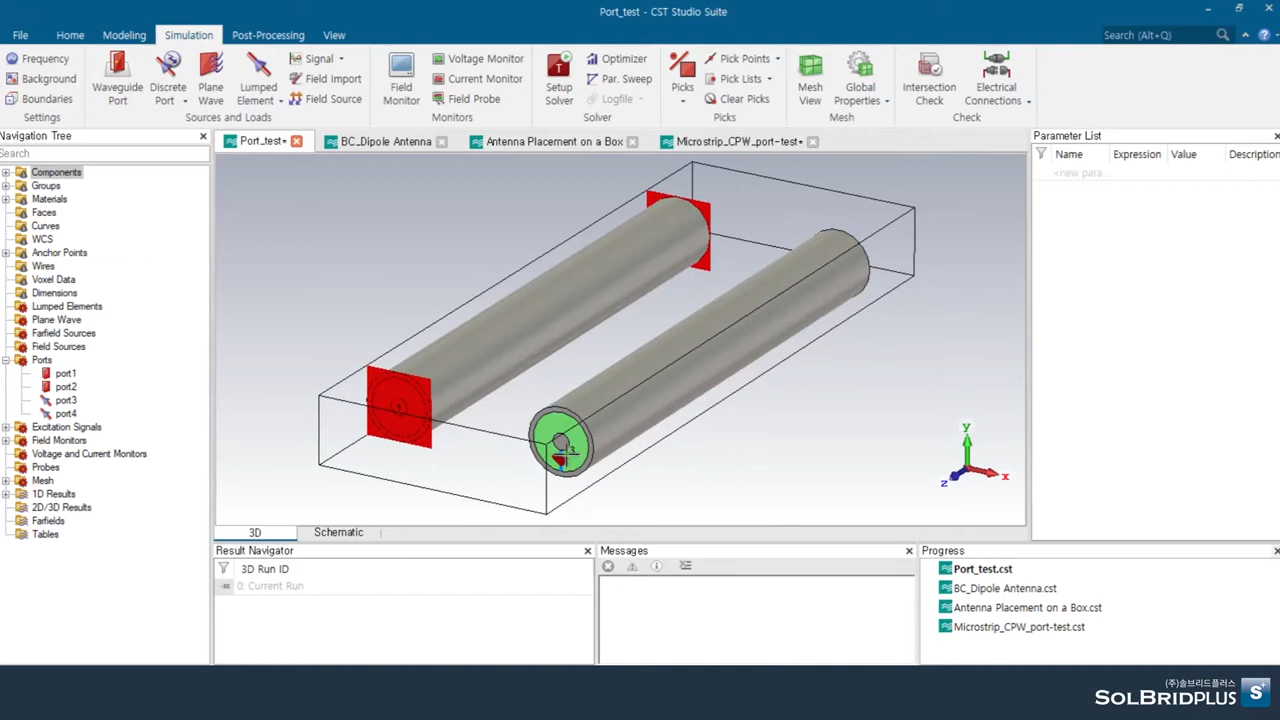 Port_test - CST Studio Suite
File Home Modeling Simulation Post-Processing View Search (Alt+Q)
Frequency
Background
Boundaries
Settings
Waveguide
Port
Discrete
Port
Plane
Wave
Lumped
Element
Signal
Field Import
Field Source
Sources and Loads
Field
Monitor
Voltage Monitor
Current Monitor
Field Probe
Monitors
Setup
Solver
Optimizer
Par. Sweep
Logfile
Solver
Picks
Pick Points
Pick Lists
Clear Picks
Picks
Mesh
View
Global
Properties
Mesh
Intersection
Check
Electrical
Connections
Check
Navigation Tree
Search
Components
Groups
Materials
Faces
Curves
WCS
Anchor Points
Wires
Voxel Data
Dimensions
Lumped Elements
Plane Wave
Farfield Sources
Field Sources
Ports
port1
port2
port3
port4
Excitation Signals
Field Monitors
Voltage and Current Monitors
Probes
Mesh
1D Results
2D/3D Results
Farfields
Tables
Port_test* BC_Dipole Antenna Antenna Placement on a Box Microstrip_CPW_port-test*
1
3
y
x
z
3D Schematic
Parameter List
Name Expression Value Description
<new para...
Result Navigator
3D Run ID
0: Current Run
Messages
Progress
Port_test.cst
BC_Dipole Antenna.cst
Antenna Placement on a Box.cst
Microstrip_CPW_port-test.cst
(주)솔브리드플러스
SOLBRIDPLUS
S+